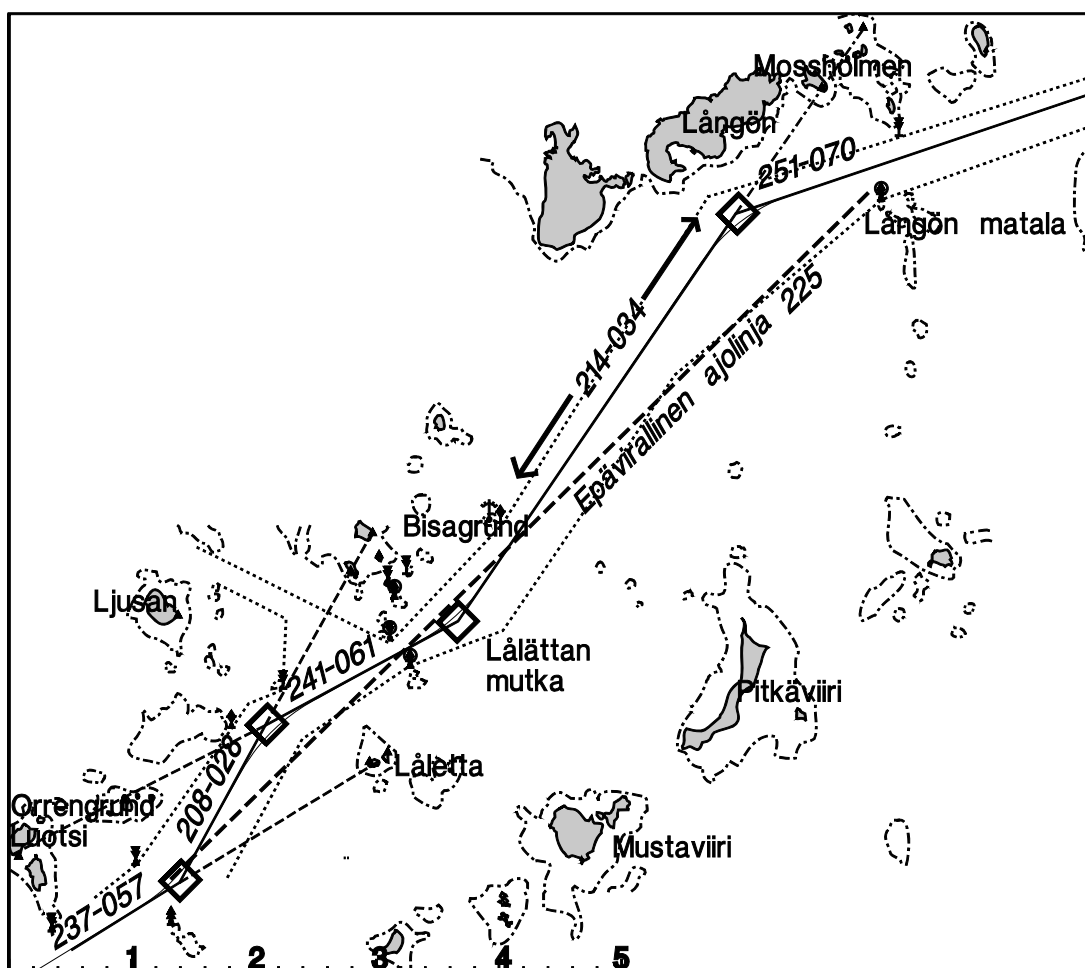 Mossholmen
Långön
251-070
Långön matala
214-034
Epävirallinen ajolinja 225
Bisagrund
Ljusan
241-061
Lålättan
mutka
Pitkäviiri
208-028
Låletta
Orrengrund
Luotsi
Mustaviiri
237-057
1 2 3 4 5